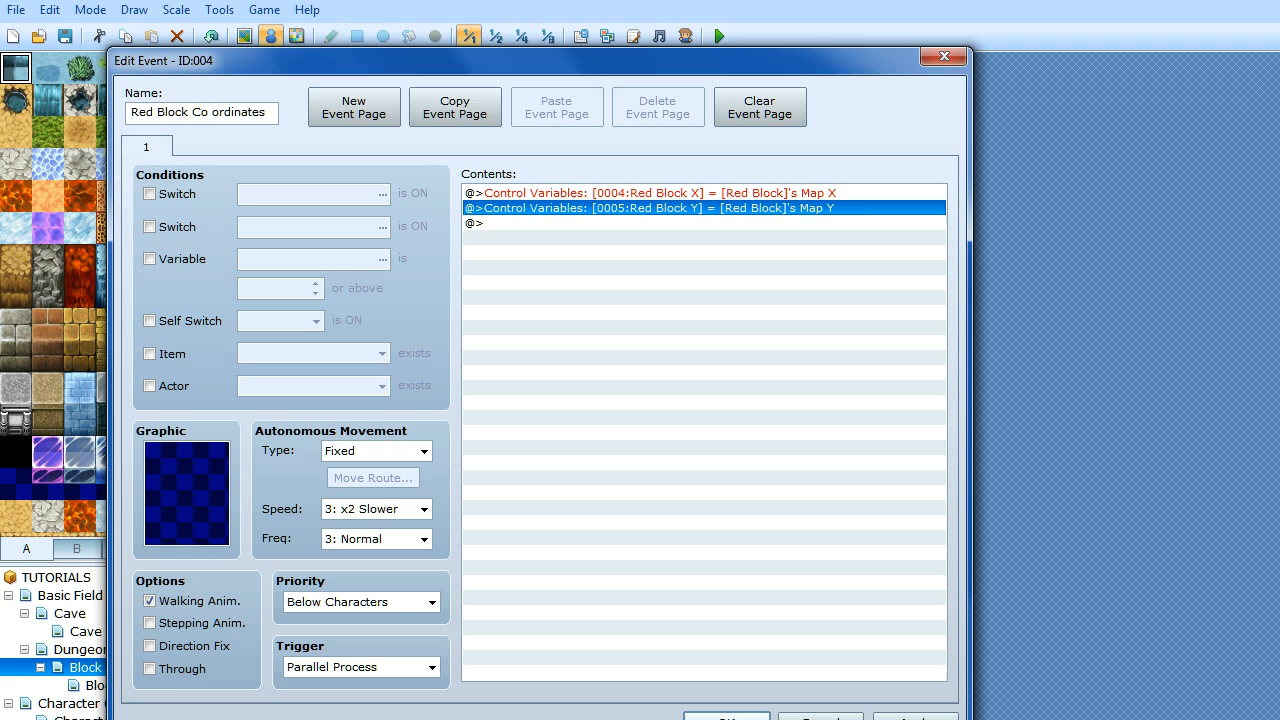 File Edit Mode Draw Scale Tools Game Help
Edit Event - ID:004
Name:
Red Block Co ordinates
New Event Page
Copy Event Page
Paste Event Page
Delete Event Page
Clear Event Page
1
Conditions
Switch ... is ON
Switch ... is ON
Variable ... is
or above
Self Switch is ON
Item exists
Actor exists
Graphic
Autonomous Movement
Type: Fixed
Move Route...
Speed: 3: x2 Slower
Freq: 3: Normal
Options
Walking Anim.
Stepping Anim.
Direction Fix
Through
Priority
Below Characters
Trigger
Parallel Process
Contents:
@>Control Variables: [0004:Red Block X] = [Red Block]'s Map X
@>Control Variables: [0005:Red Block Y] = [Red Block]'s Map Y
@>
A B
TUTORIALS
Basic Field
Cave
Cave
Dungeo
Block
Blo
Character